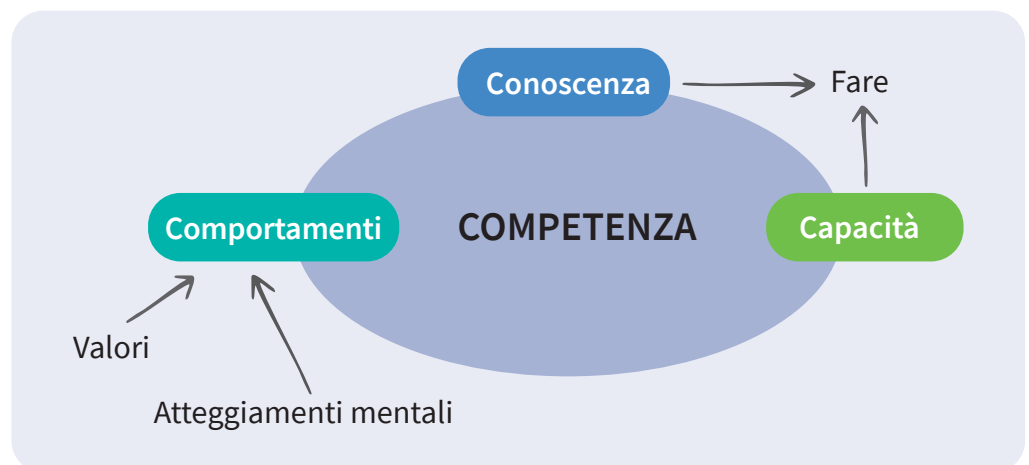 Conoscenza
Fare
Comportamenti
COMPETENZA
Capacità
Valori
Atteggiamenti mentali